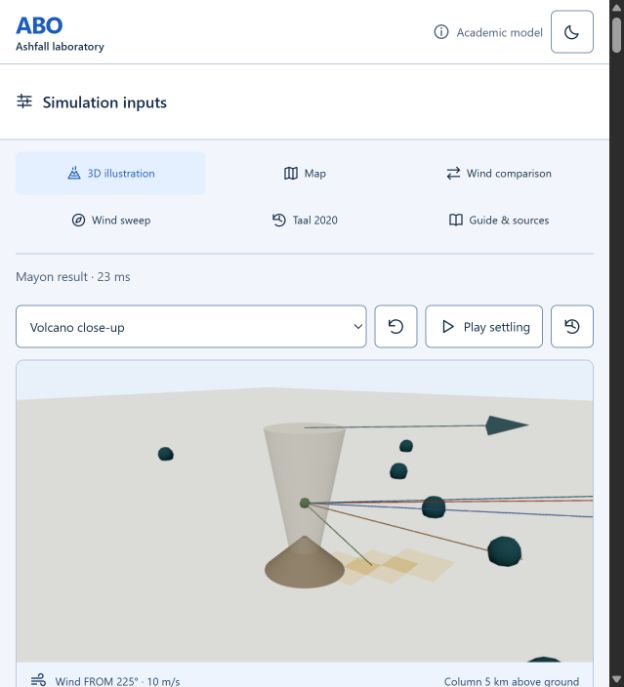 ABO
Ashfall laboratory
Academic model
Simulation inputs
3D illustration
Map
Wind comparison
Wind sweep
Taal 2020
Guide & sources
Mayon result · 23 ms
Volcano close-up
Play settling
Wind FROM 225° · 10 m/s
Column 5 km above ground